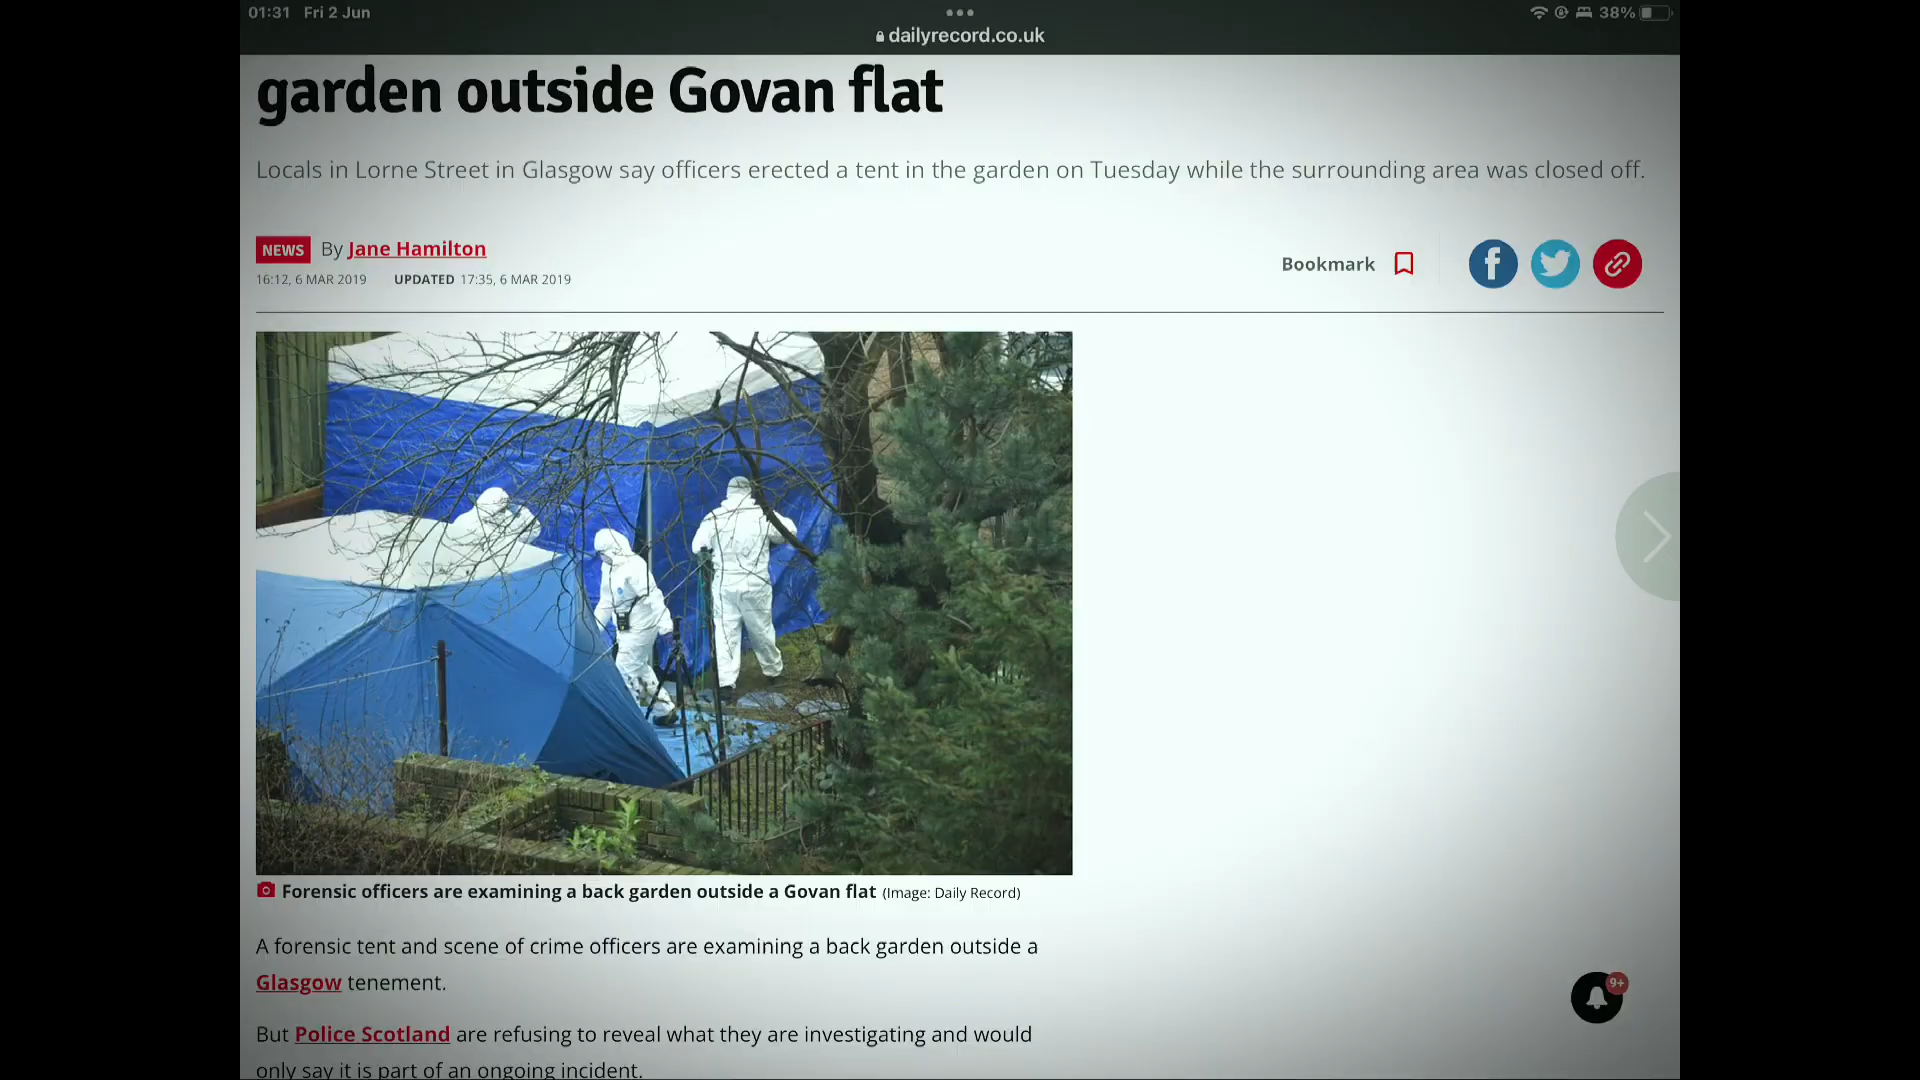 01:31 Fri 2 Jun
38%
dailyrecord.co.uk
garden outside Govan flat
Locals in Lorne Street in Glasgow say officers erected a tent in the garden on Tuesday while the surrounding area was closed off.
NEWS By Jane Hamilton
16:12, 6 MAR 2019 UPDATED 17:35, 6 MAR 2019
Bookmark
Forensic officers are examining a back garden outside a Govan flat (Image: Daily Record)
A forensic tent and scene of crime officers are examining a back garden outside a
Glasgow tenement.
9+
But Police Scotland are refusing to reveal what they are investigating and would
only say it is part of an ongoing incident.